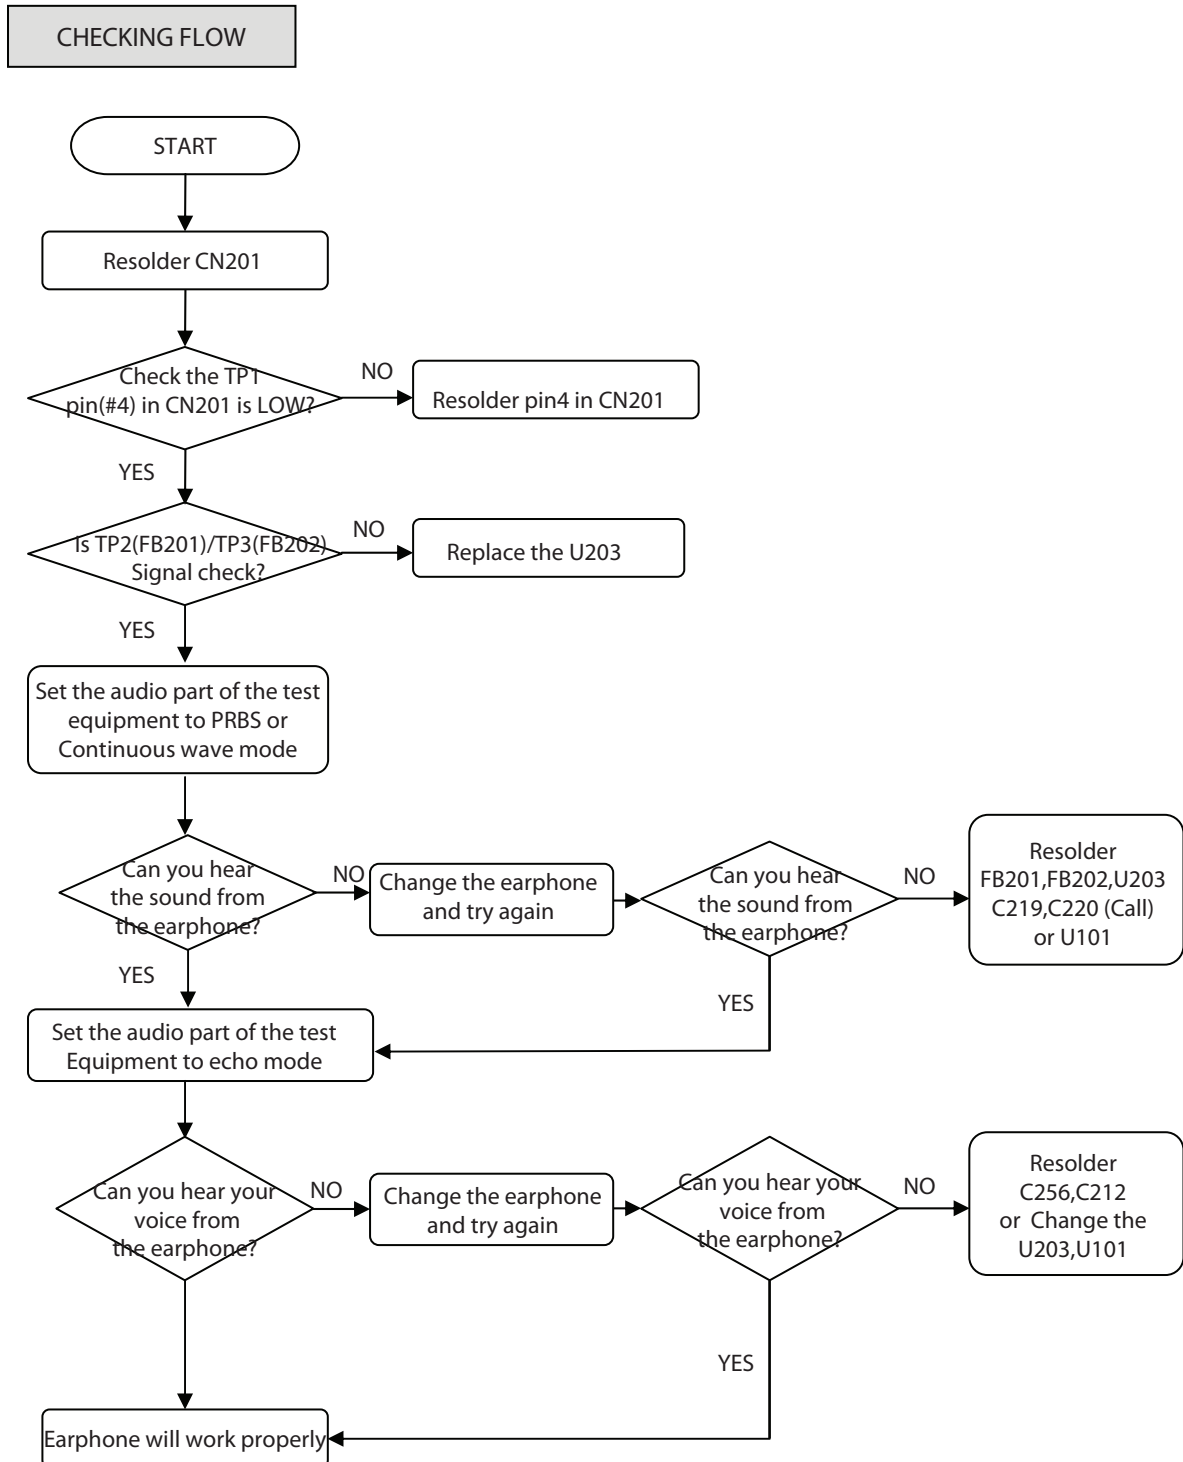 CHECKING FLOW
START
Resolder CN201
Check the TP1
pin(#4) in CN201 is LOW?
NO
Resolder pin4 in CN201
YES
Is TP2(FB201)/TP3(FB202)
Signal check?
NO
Replace the U203
YES
Set the audio part of the test
equipment to PRBS or
Continuous wave mode
Can you hear
the sound from
the earphone?
NO
Change the earphone
and try again
Can you hear
the sound from
the earphone?
NO
Resolder
FB201,FB202,U203
C219,C220 (Call)
or U101
YES
YES
Set the audio part of the test
Equipment to echo mode
Can you hear your
voice from
the earphone?
NO
Change the earphone
and try again
Can you hear your
voice from
the earphone?
NO
Resolder
C256,C212
or Change the
U203,U101
YES
Earphone will work properly